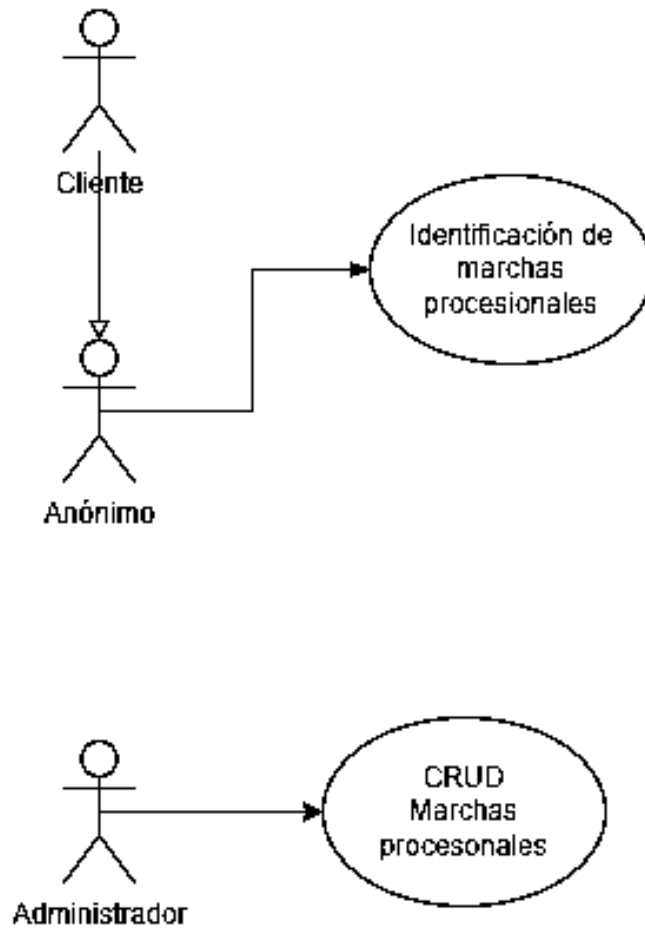 Cliente
Identificación de
marchas
procesionales
Anónimo
CRUD
Marchas
procesonales
Administrador